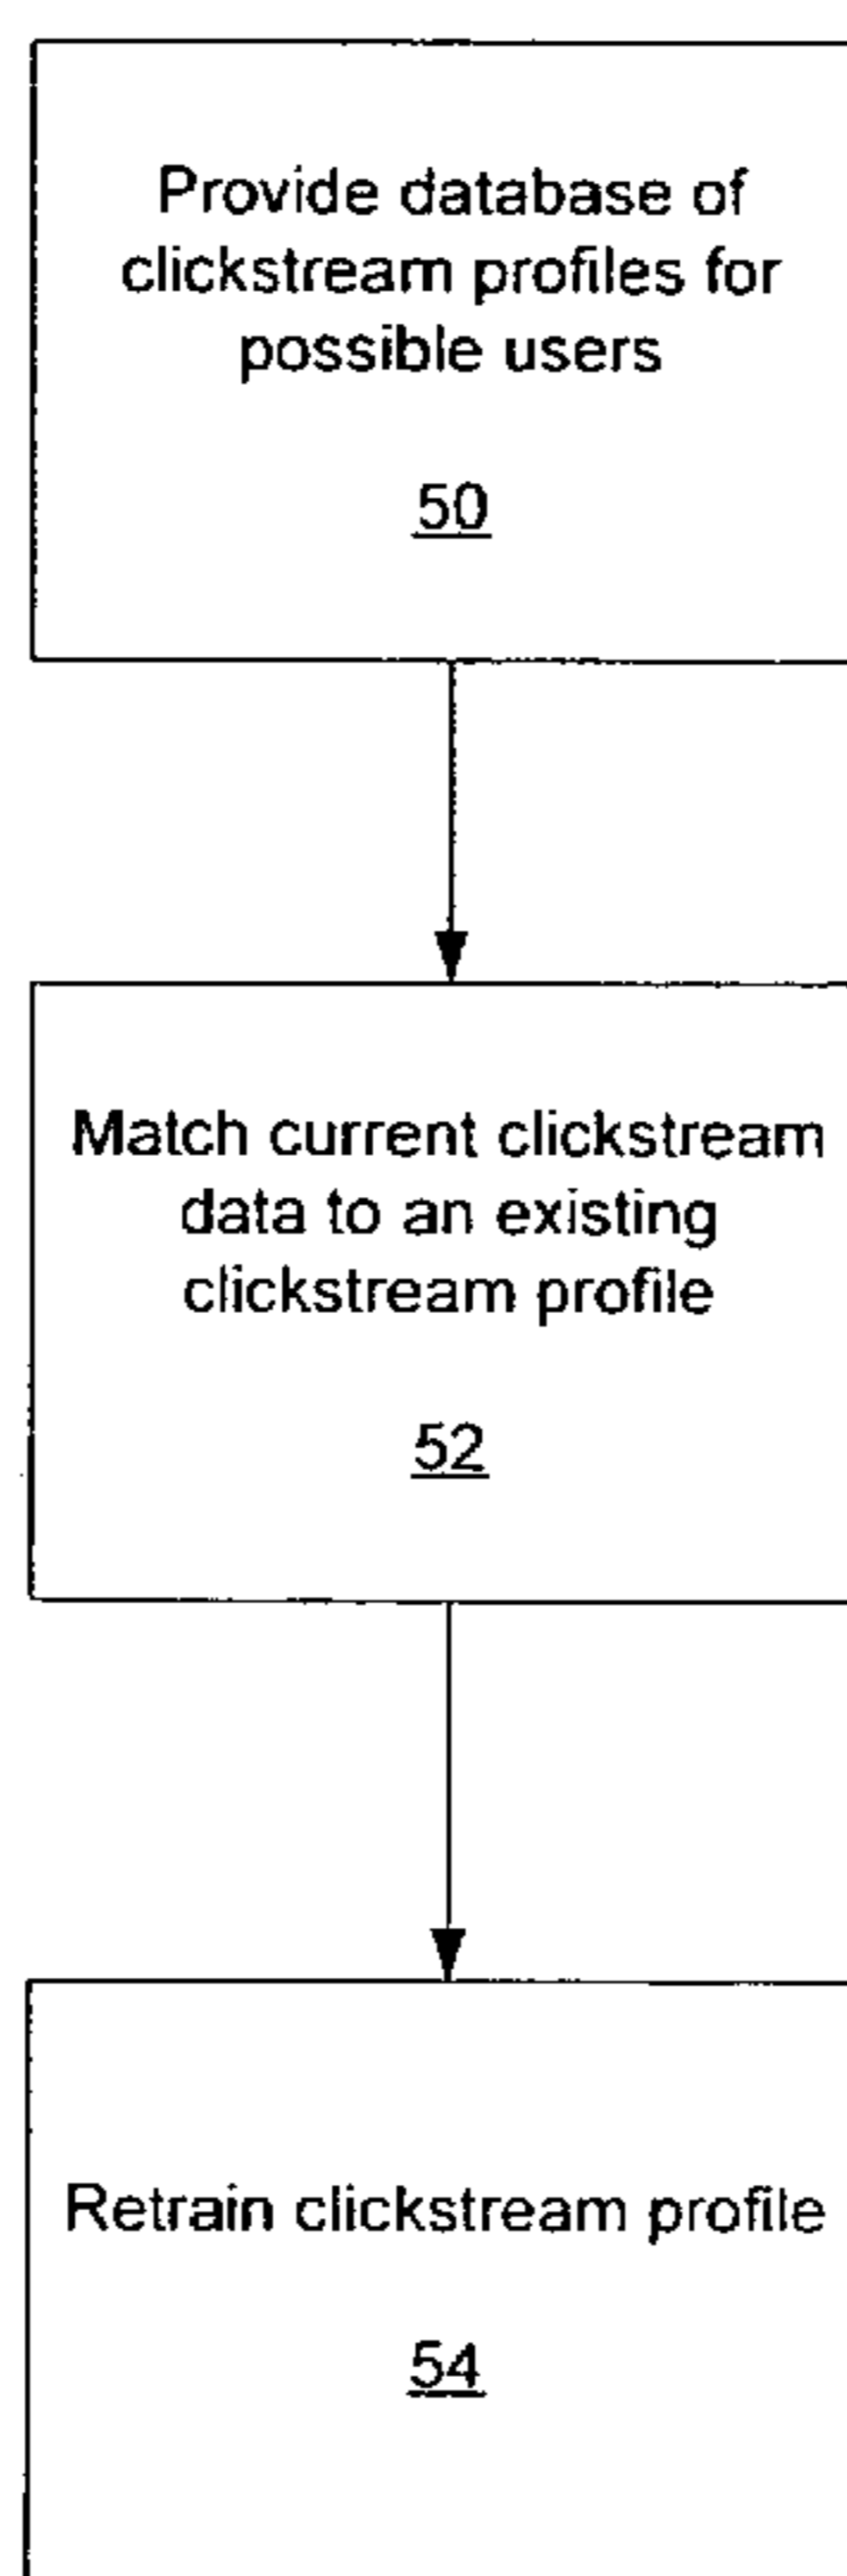 Provide database of
clickstream profiles for
possible users
50
Match current clickstream
data to an existing
clickstream profile
52
Retrain clickstream profile
54